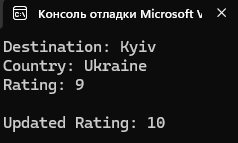 Консоль отладки Microsoft V
Destination: Kyiv
Country: Ukraine
Rating: 9
Updated Rating: 10